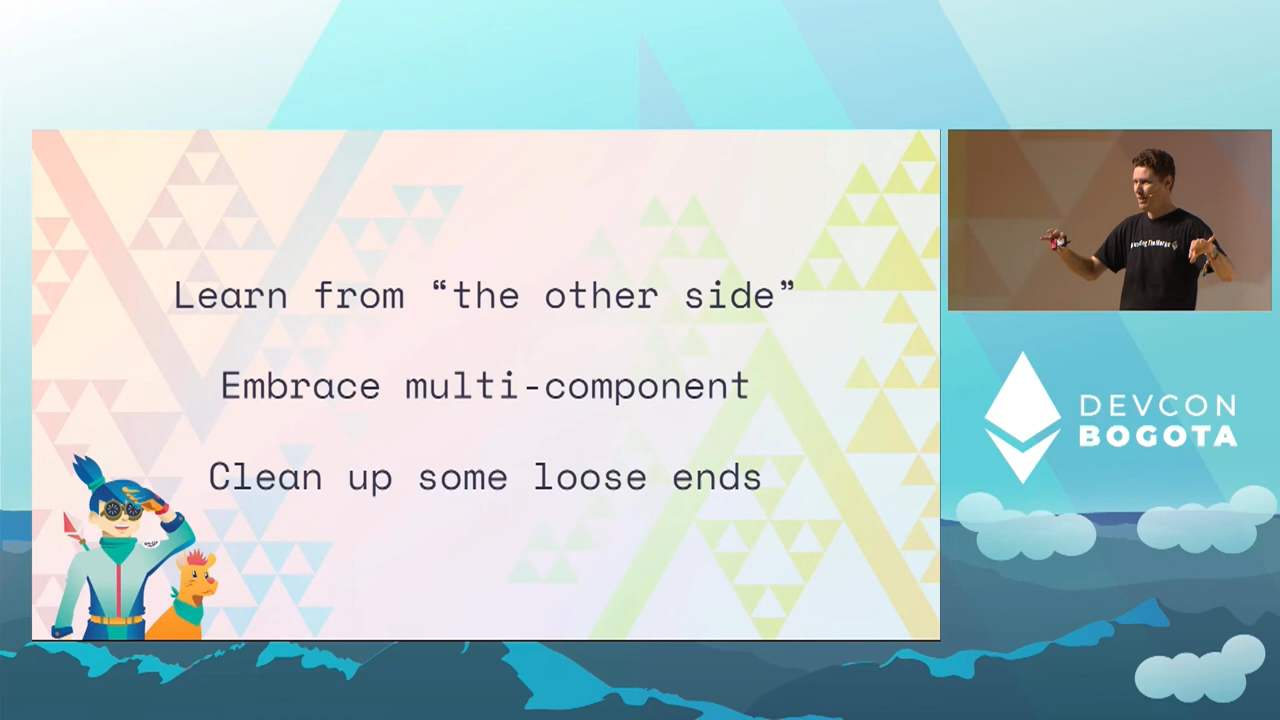 Learn from “the other side”
Embrace multi-component
Clean up some loose ends
DEVCON
BOGOTA